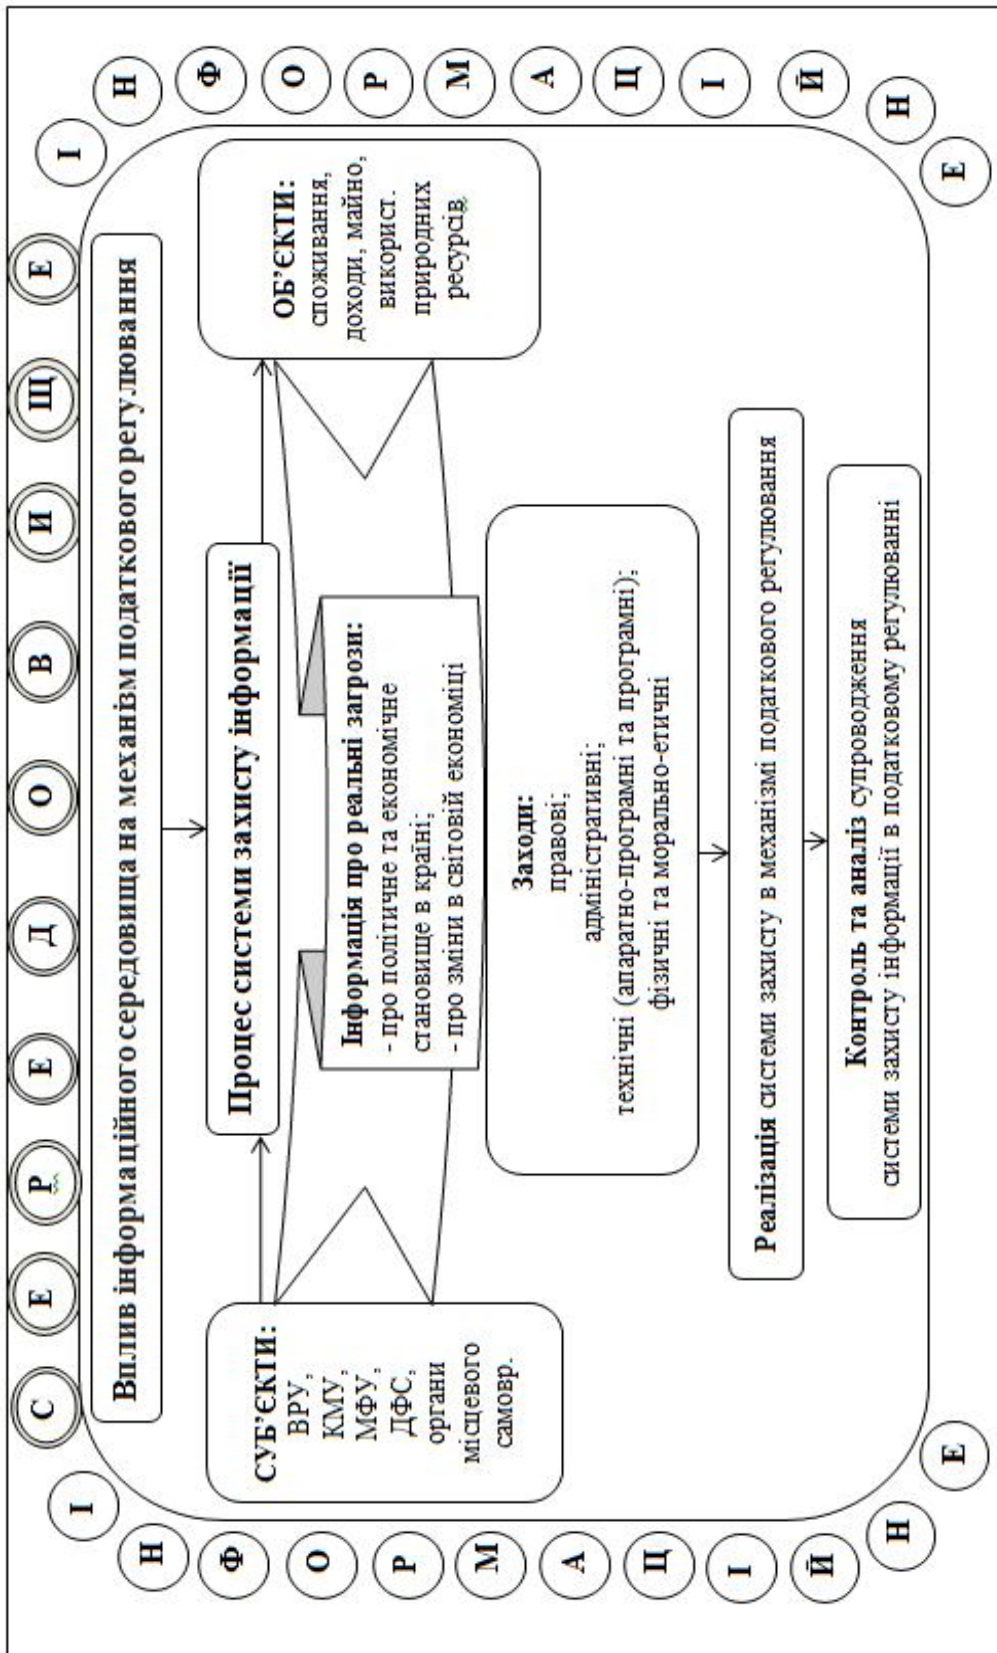 СЕРЕДОВИЩЕ
ІНФОРМАЦІЙНЕ
ІНФОРМАЦІЙНЕ
Вплив інформаційного середовища на механізм податкового регулювання
СУБ’ЄКТИ:
ВРУ,
КМУ,
МФУ,
ДФС,
органи
місцевого
самовр.
Процес системи захисту інформації
ОБ’ЄКТИ:
споживання,
доходи, майно,
використ.
природних
ресурсів
Інформація про реальні загрози:
- про політичне та економічне
становище в країні;
- про зміни в світовій економіці
Заходи:
правові;
адміністративні;
технічні (апаратно-програмні та програмні);
фізичні та морально-етичні
Реалізація системи захисту в механізмі податкового регулювання
Контроль та аналіз супроводження
системи захисту інформації в податковому регулюванні